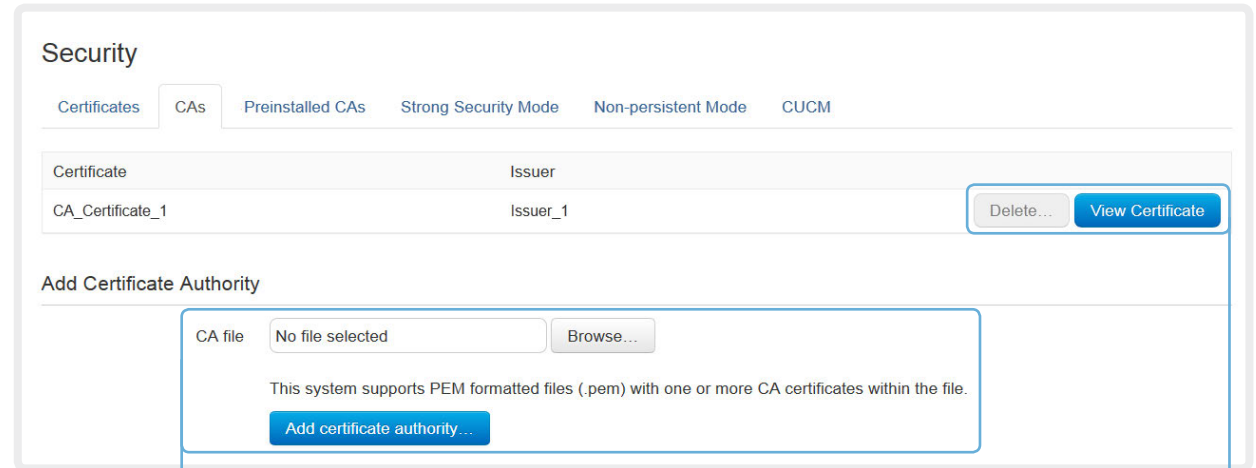 Security
Certificates CAs Preinstalled CAs Strong Security Mode Non-persistent Mode CUCM
Certificate Issuer
CA_Certificate_1 Issuer_1 Delete... View Certificate
Add Certificate Authority
CA file No file selected Browse...
This system supports PEM formatted files (.pem) with one or more CA certificates within the file.
Add certificate authority...